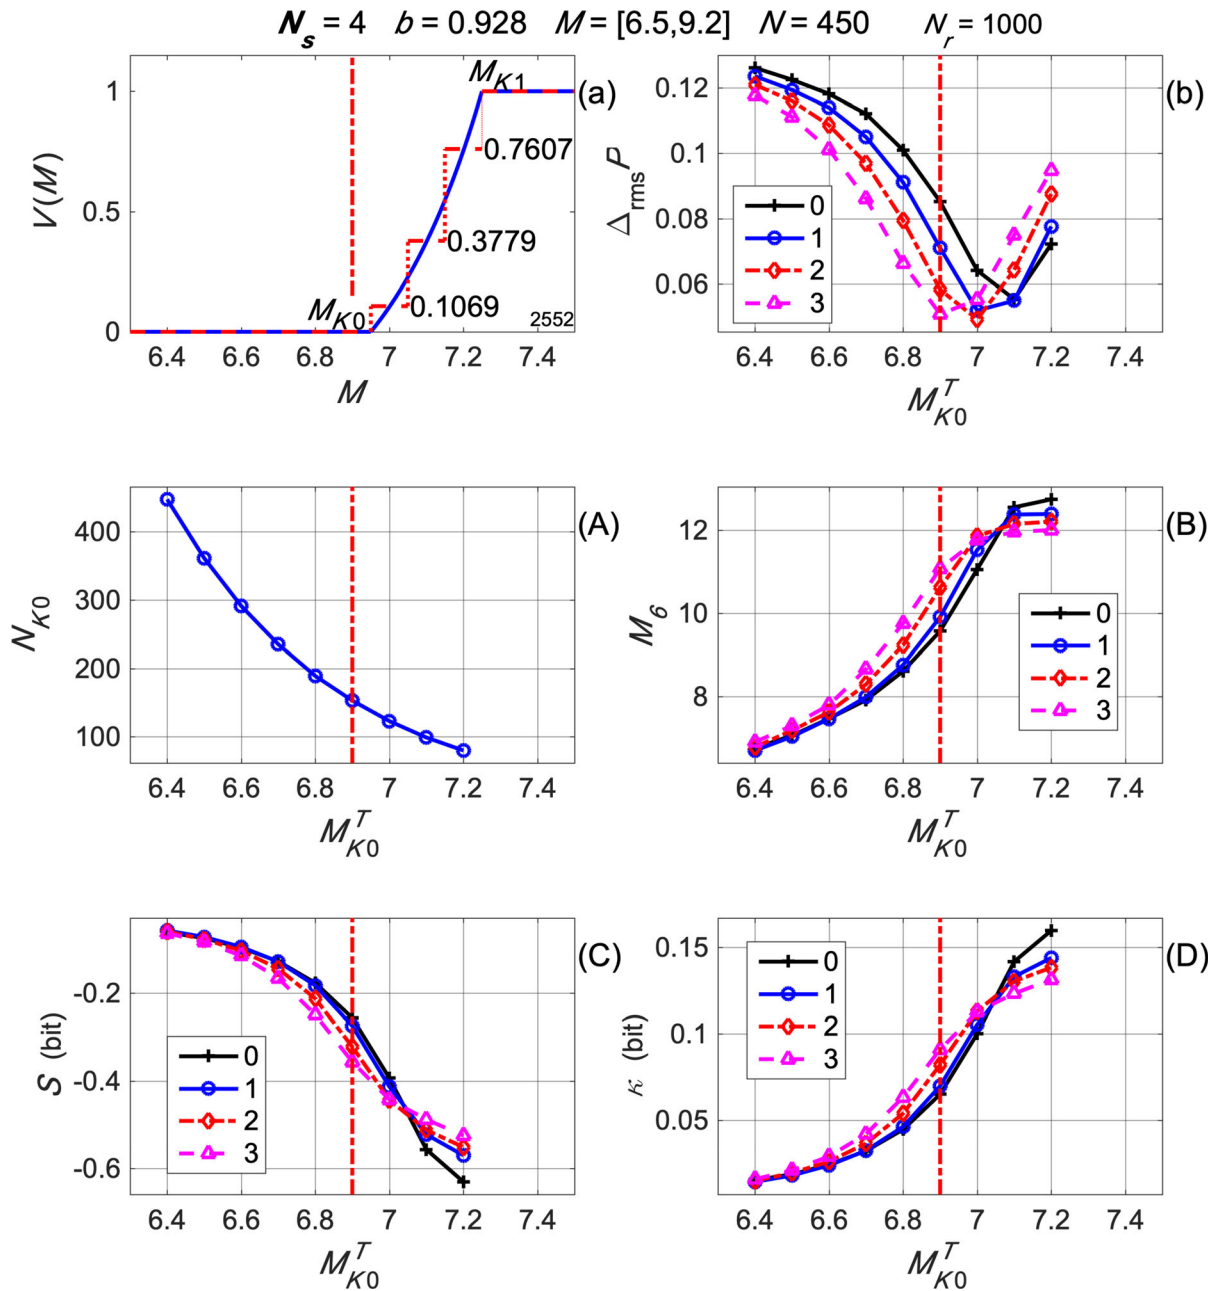 N_s = 4 b = 0.928 M = [6.5,9.2] N = 450 N_r = 1000
1
0.5
0
V(M)
M_K1
(a)
0.7607
0.3779
0.1069
M_K0
2552
6.4 6.6 6.8 7 7.2 7.4
M
0.12
0.1
0.08
0.06
Δ_rms P
(b)
0
1
2
3
6.4 6.6 6.8 7 7.2 7.4
M^T_K0
400
300
200
100
N_K0
(A)
6.4 6.6 6.8 7 7.2 7.4
M^T_K0
12
10
8
M_6
(B)
0
1
2
3
6.4 6.6 6.8 7 7.2 7.4
M^T_K0
-0.2
-0.4
-0.6
S (bit)
(C)
0
1
2
3
6.4 6.6 6.8 7 7.2 7.4
M^T_K0
0.15
0.1
0.05
κ (bit)
(D)
0
1
2
3
6.4 6.6 6.8 7 7.2 7.4
M^T_K0